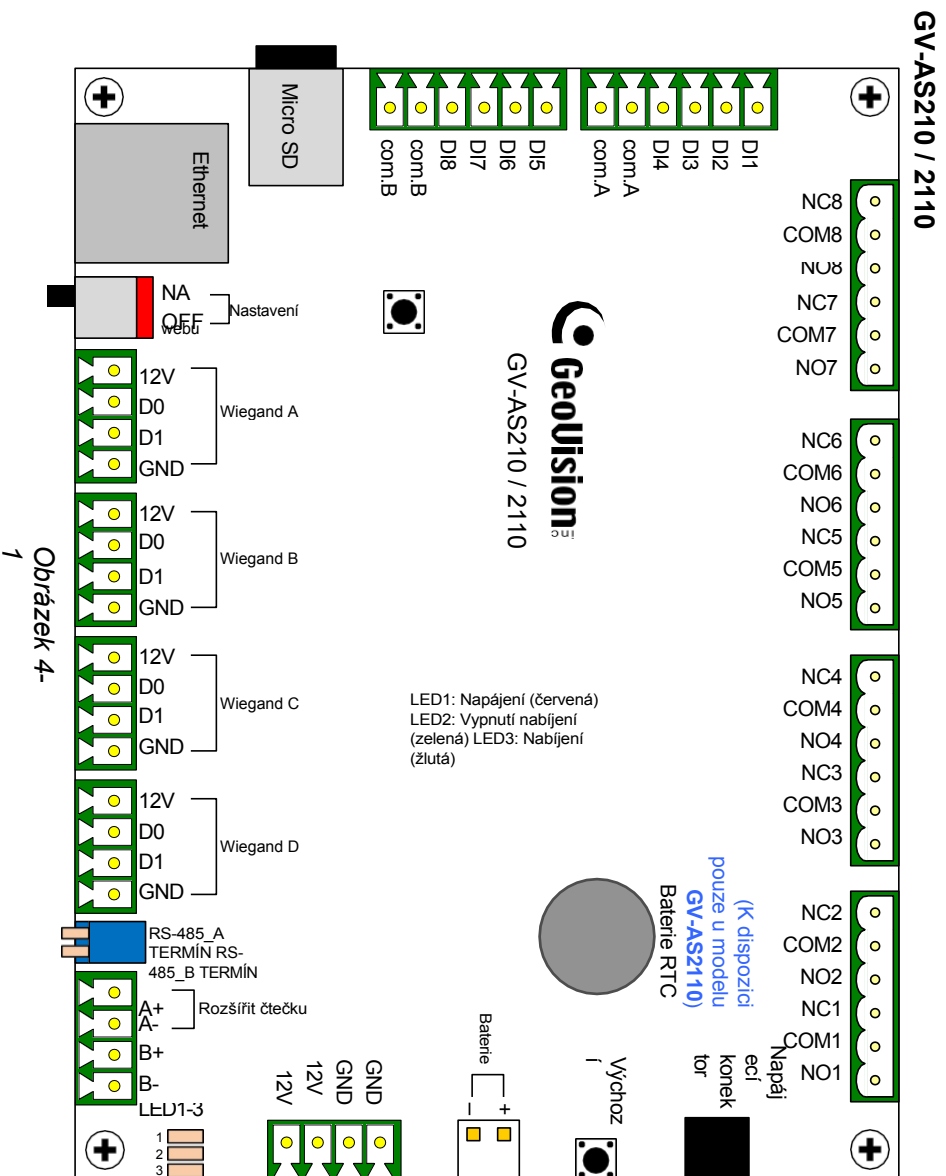 GV-AS210 / 2110
Micro SD
com.B
com.B
DI8
DI7
DI6
DI5
com.A
com.A
DI4
DI3
DI2
DI1
Ethernet
NC8
COM8
NO8
NC7
COM7
NO7
NA
OFF
Nastavení
webu
12V
D0
D1
GND
Wiegand A
GeoVision
Inc
GV-AS210 / 2110
NC6
COM6
NO6
NC5
COM5
NO5
12V
D0
D1
GND
Wiegand B
Obrázek 4-
1
12V
D0
D1
GND
Wiegand C
LED1: Napájení (červená)
LED2: Vypnutí nabíjení
(zelená) LED3: Nabíjení
(žlutá)
NC4
COM4
NO4
NC3
COM3
NO3
12V
D0
D1
GND
Wiegand D
(K dispozici
pouze u modelu
GV-AS2110)
Baterie RTC
NC2
COM2
NO2
NC1
COM1
NO1
RS-485_A
TERMÍN RS-
485_B TERMÍN
A+
A-
Rozšířit čtečku
B+
B-
LED1-3
1
2
3
12V
12V
GND
GND
Baterie
-
+
Výchoz
í
Napáj
ecí
konek
tor